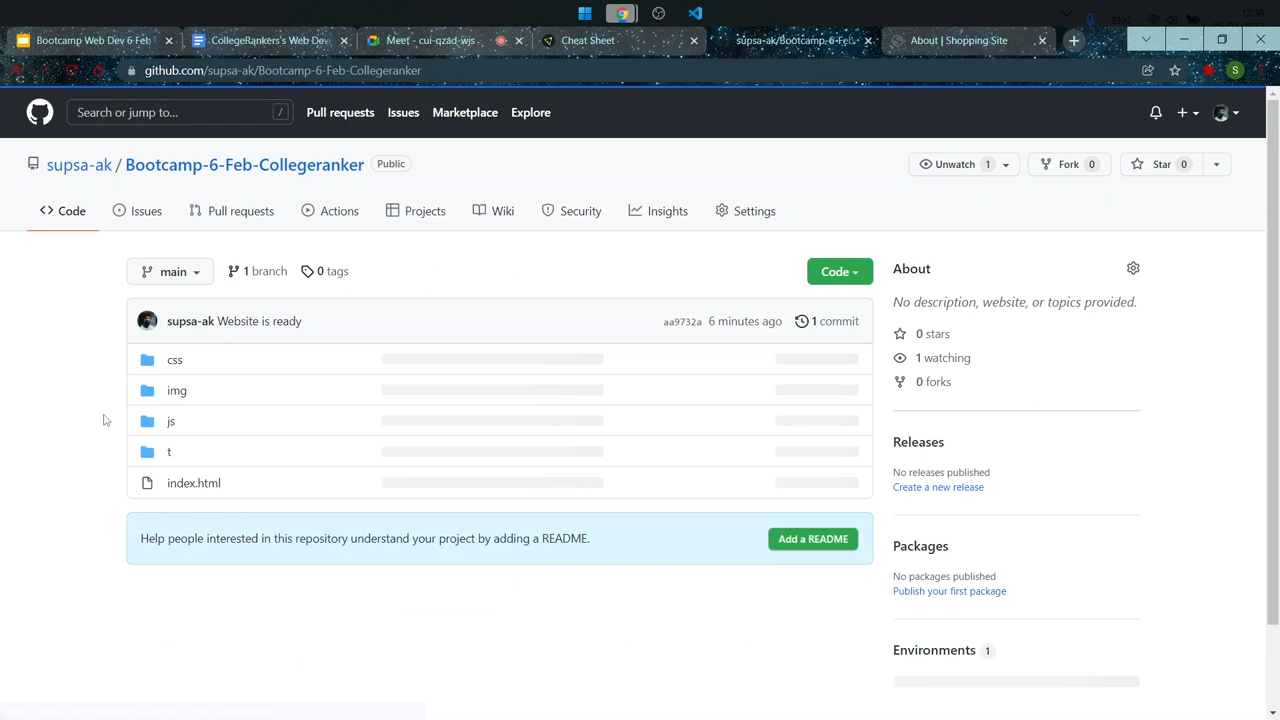 ENG
12:38
Bootcamp Web Dev 6 Feb
CollegeRankers's Web Dev
Meet - cui-qzad-wjs
Cheat Sheet
supsa-ak/Bootcamp-6-Feb-
About | Shopping Site
github.com/supsa-ak/Bootcamp-6-Feb-Collegeranker
S
Search or jump to...
/
Pull requests
Issues
Marketplace
Explore
supsa-ak / Bootcamp-6-Feb-Collegeranker
Public
Unwatch 1
Fork 0
Star 0
Code
Issues
Pull requests
Actions
Projects
Wiki
Security
Insights
Settings
main
1 branch
0 tags
Code
About
No description, website, or topics provided.
supsa-ak Website is ready
aa9732a 6 minutes ago
1 commit
0 stars
css
1 watching
img
0 forks
js
t
Releases
index.html
No releases published
Create a new release
Help people interested in this repository understand your project by adding a README.
Add a README
Packages
No packages published
Publish your first package
Environments 1